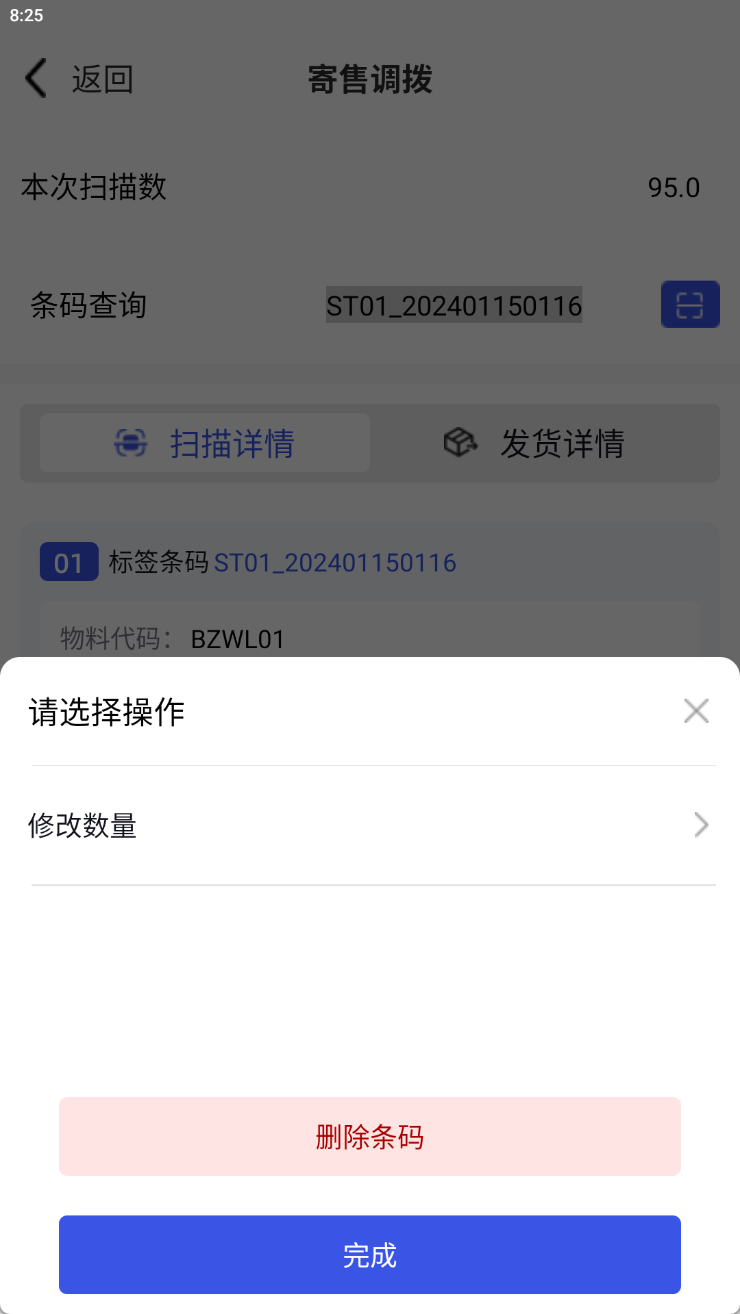 8:25
返回
寄售调拨
本次扫描数 95.0
条码查询 ST01_202401150116
扫描详情 发货详情
01 标签条码 ST01_202401150116
物料代码： BZWL01
请选择操作
修改数量
删除条码
完成